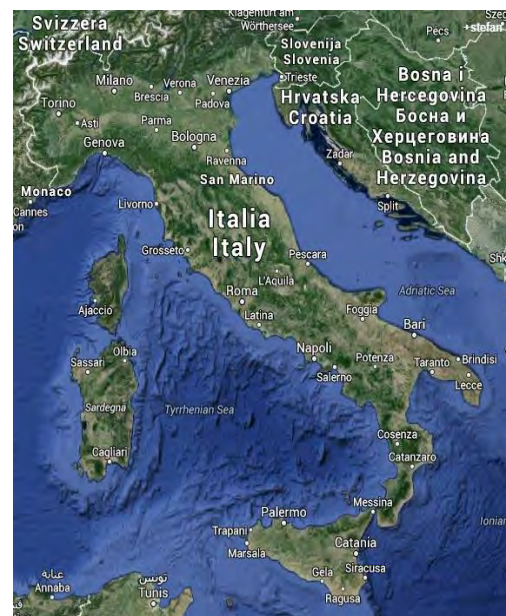 Klagenfurt am
Wörthersee
Svizzera
Switzerland
Pécs
+stefan
Slovenija
Slovenia
Trieste
Milano
Verona
Venezia
Brescia
Padova
Torino
Asti
Parma
Bologna
Genova
Ravenna
Hrvatska
Croatia
Bosna i
Hercegovina
Босна и
Херцеговина
Bosnia and
Herzegovina
Zadar
Split
San Marino
Monaco
Cannes
Livorno
Italia
Italy
Grosseto
Pescara
L'Aquila
Adriatic Sea
Roma
Latina
Foggia
Bari
Ajaccio
Napoli
Potenza
Brindisi
Salerno
Taranto
Lecce
Olbia
Sassari
Sardegna
Tyrrhenian Sea
Cosenza
Catanzaro
Cagliari
Messina
Palermo
Trapani
Marsala
Catania
Gela
Siracusa
Ragusa
عنابة
Annaba
تونس
Tunis